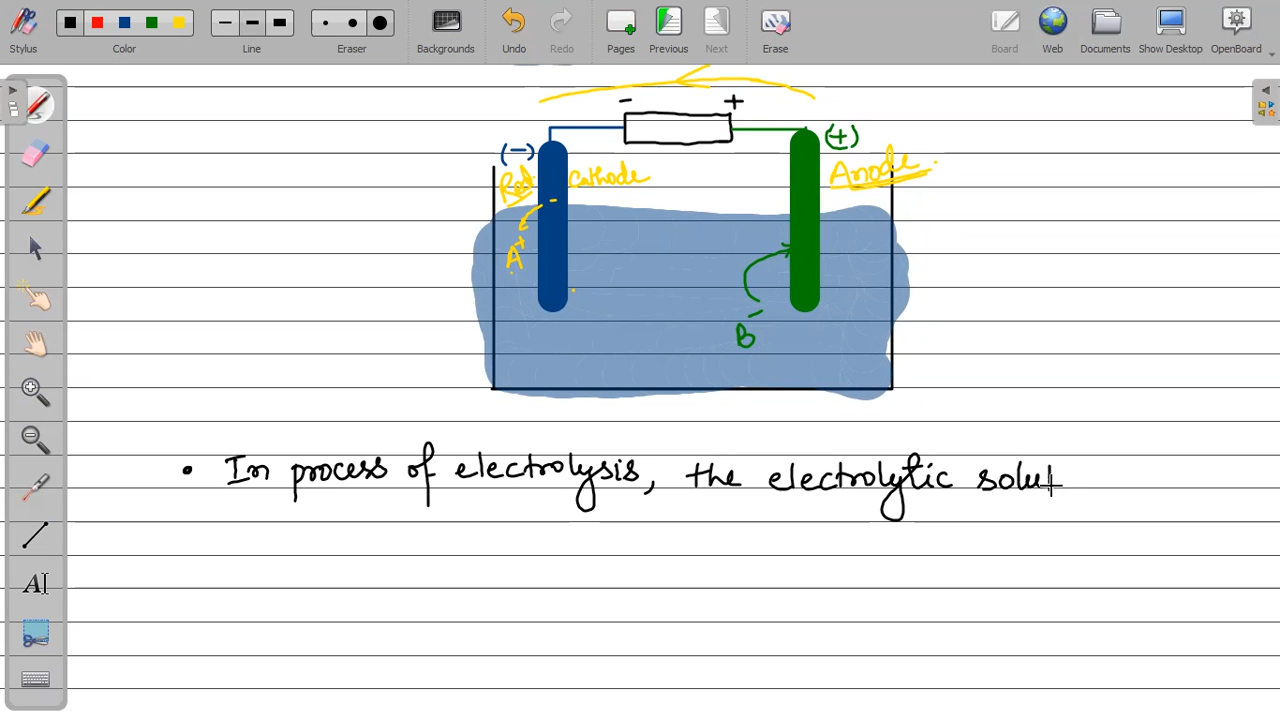 Stylus Color Line Eraser Backgrounds Undo Redo Pages Previous Next Erase Board Web Documents Show Desktop OpenBoard
- +
(-) (+)
Red. Cathode Anode.
A+
B-
• In process of electrolysis, the electrolytic solut